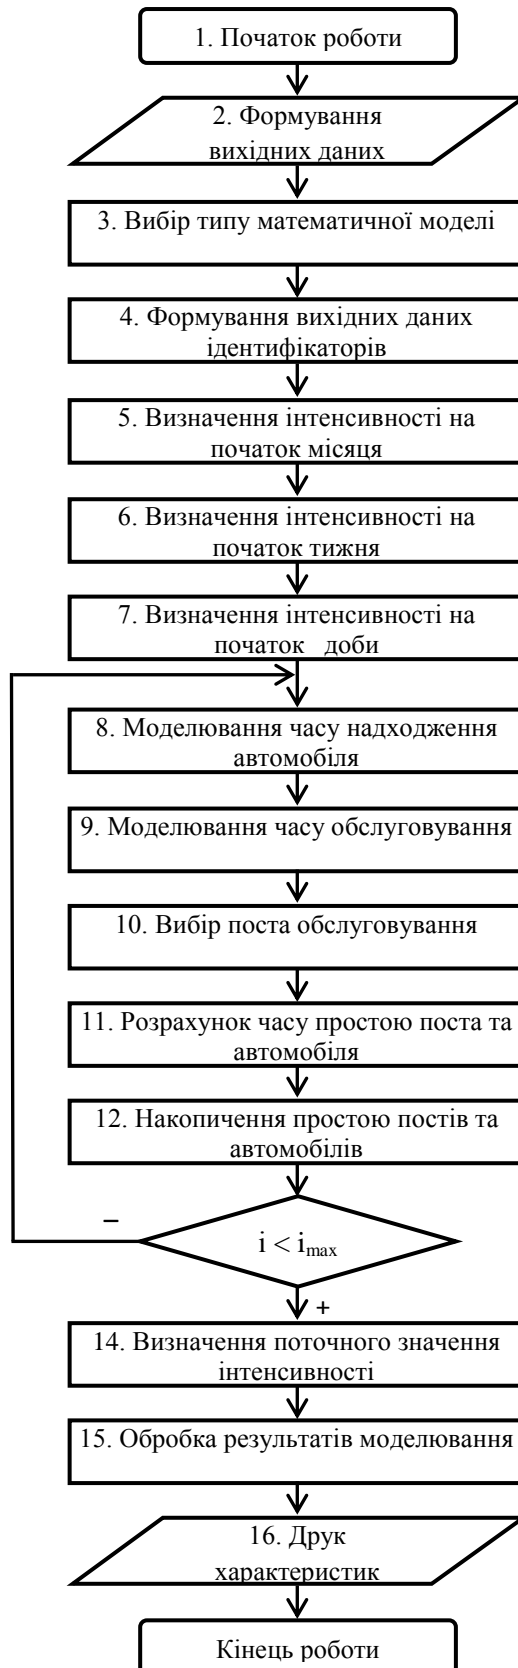 1. Початок роботи
2. Формування
вихідних даних
3. Вибір типу математичної моделі
4. Формування вихідних даних
ідентифікаторів
5. Визначення інтенсивності на
початок місяця
6. Визначення інтенсивності на
початок тижня
7. Визначення інтенсивності на
початок доби
8. Моделювання часу надходження
автомобіля
9. Моделювання часу обслуговування
10. Вибір поста обслуговування
11. Розрахунок часу простою поста та
автомобіля
12. Накопичення простою постів та
автомобілів
–
i < imax
+
14. Визначення поточного значення
інтенсивності
15. Обробка результатів моделювання
16. Друк
характеристик
Кінець роботи